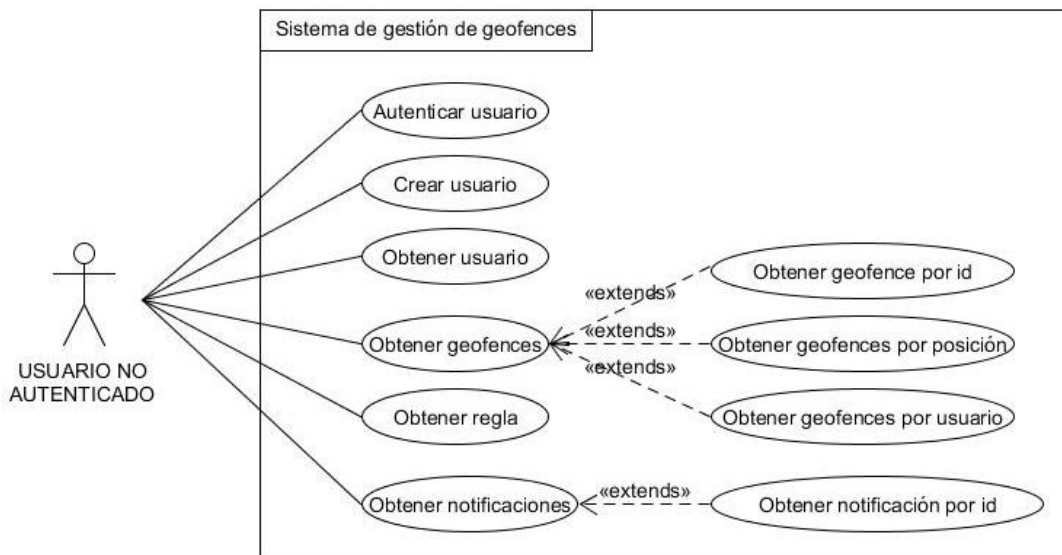 Sistema de gestión de geofences
Autenticar usuario
Crear usuario
Obtener usuario
Obtener geofence por id
«extends»
Obtener geofences
«extends»
Obtener geofences por posición
«extends»
USUARIO NO
AUTENTICADO
Obtener regla
Obtener geofences por usuario
Obtener notificaciones
«extends»
Obtener notificación por id